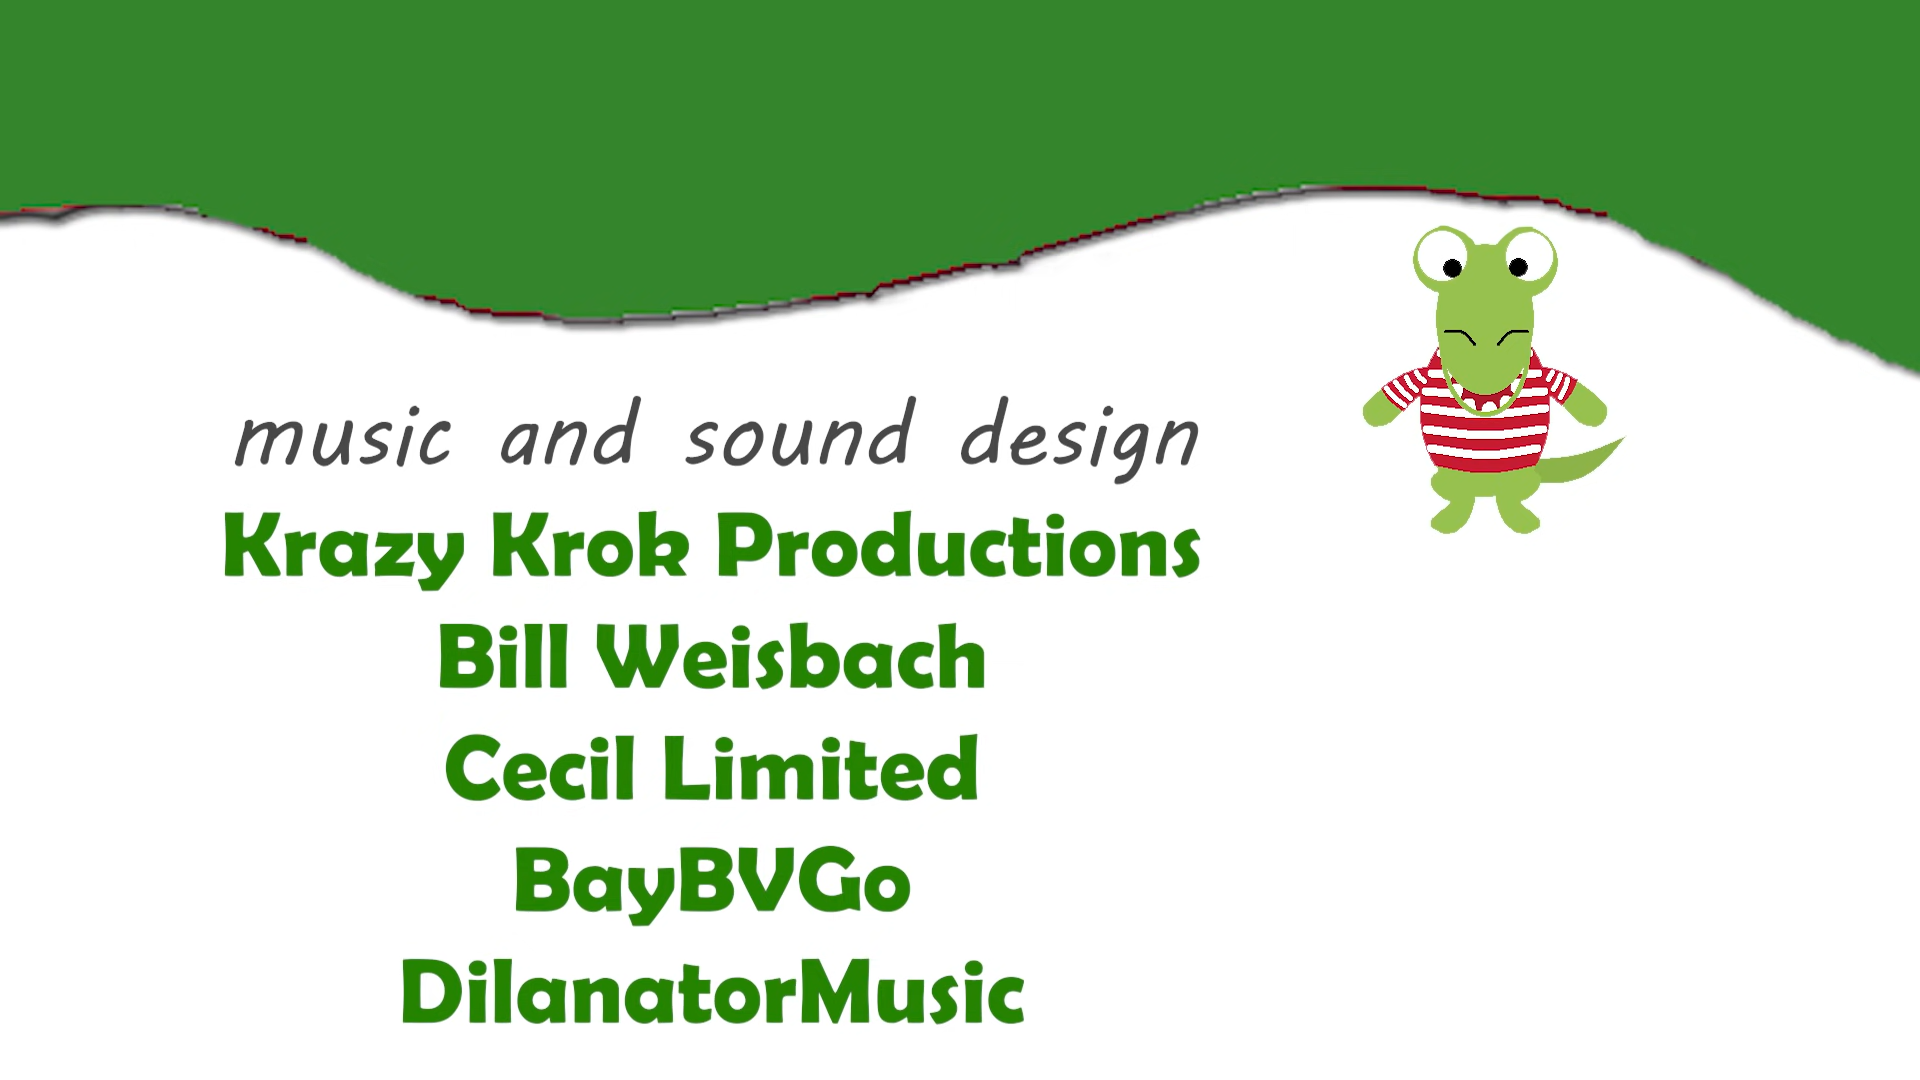 music and sound design
Krazy Krok Productions
Bill Weisbach
Cecil Limited
BayBVGo
DilanatorMusic